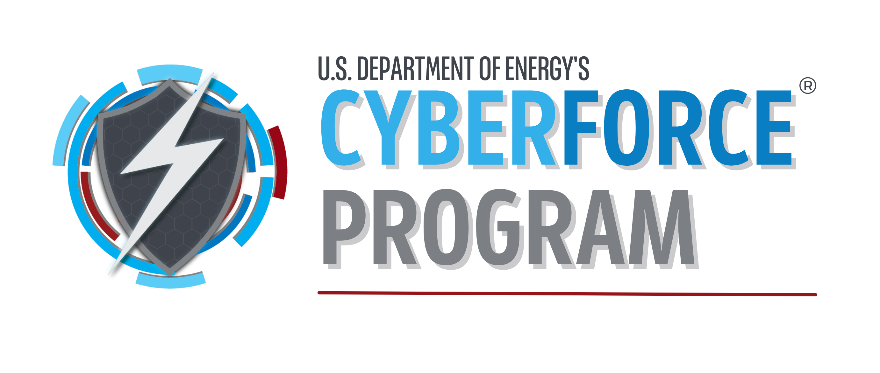 U.S. DEPARTMENT OF ENERGY'S
CYBERFORCE®
PROGRAM